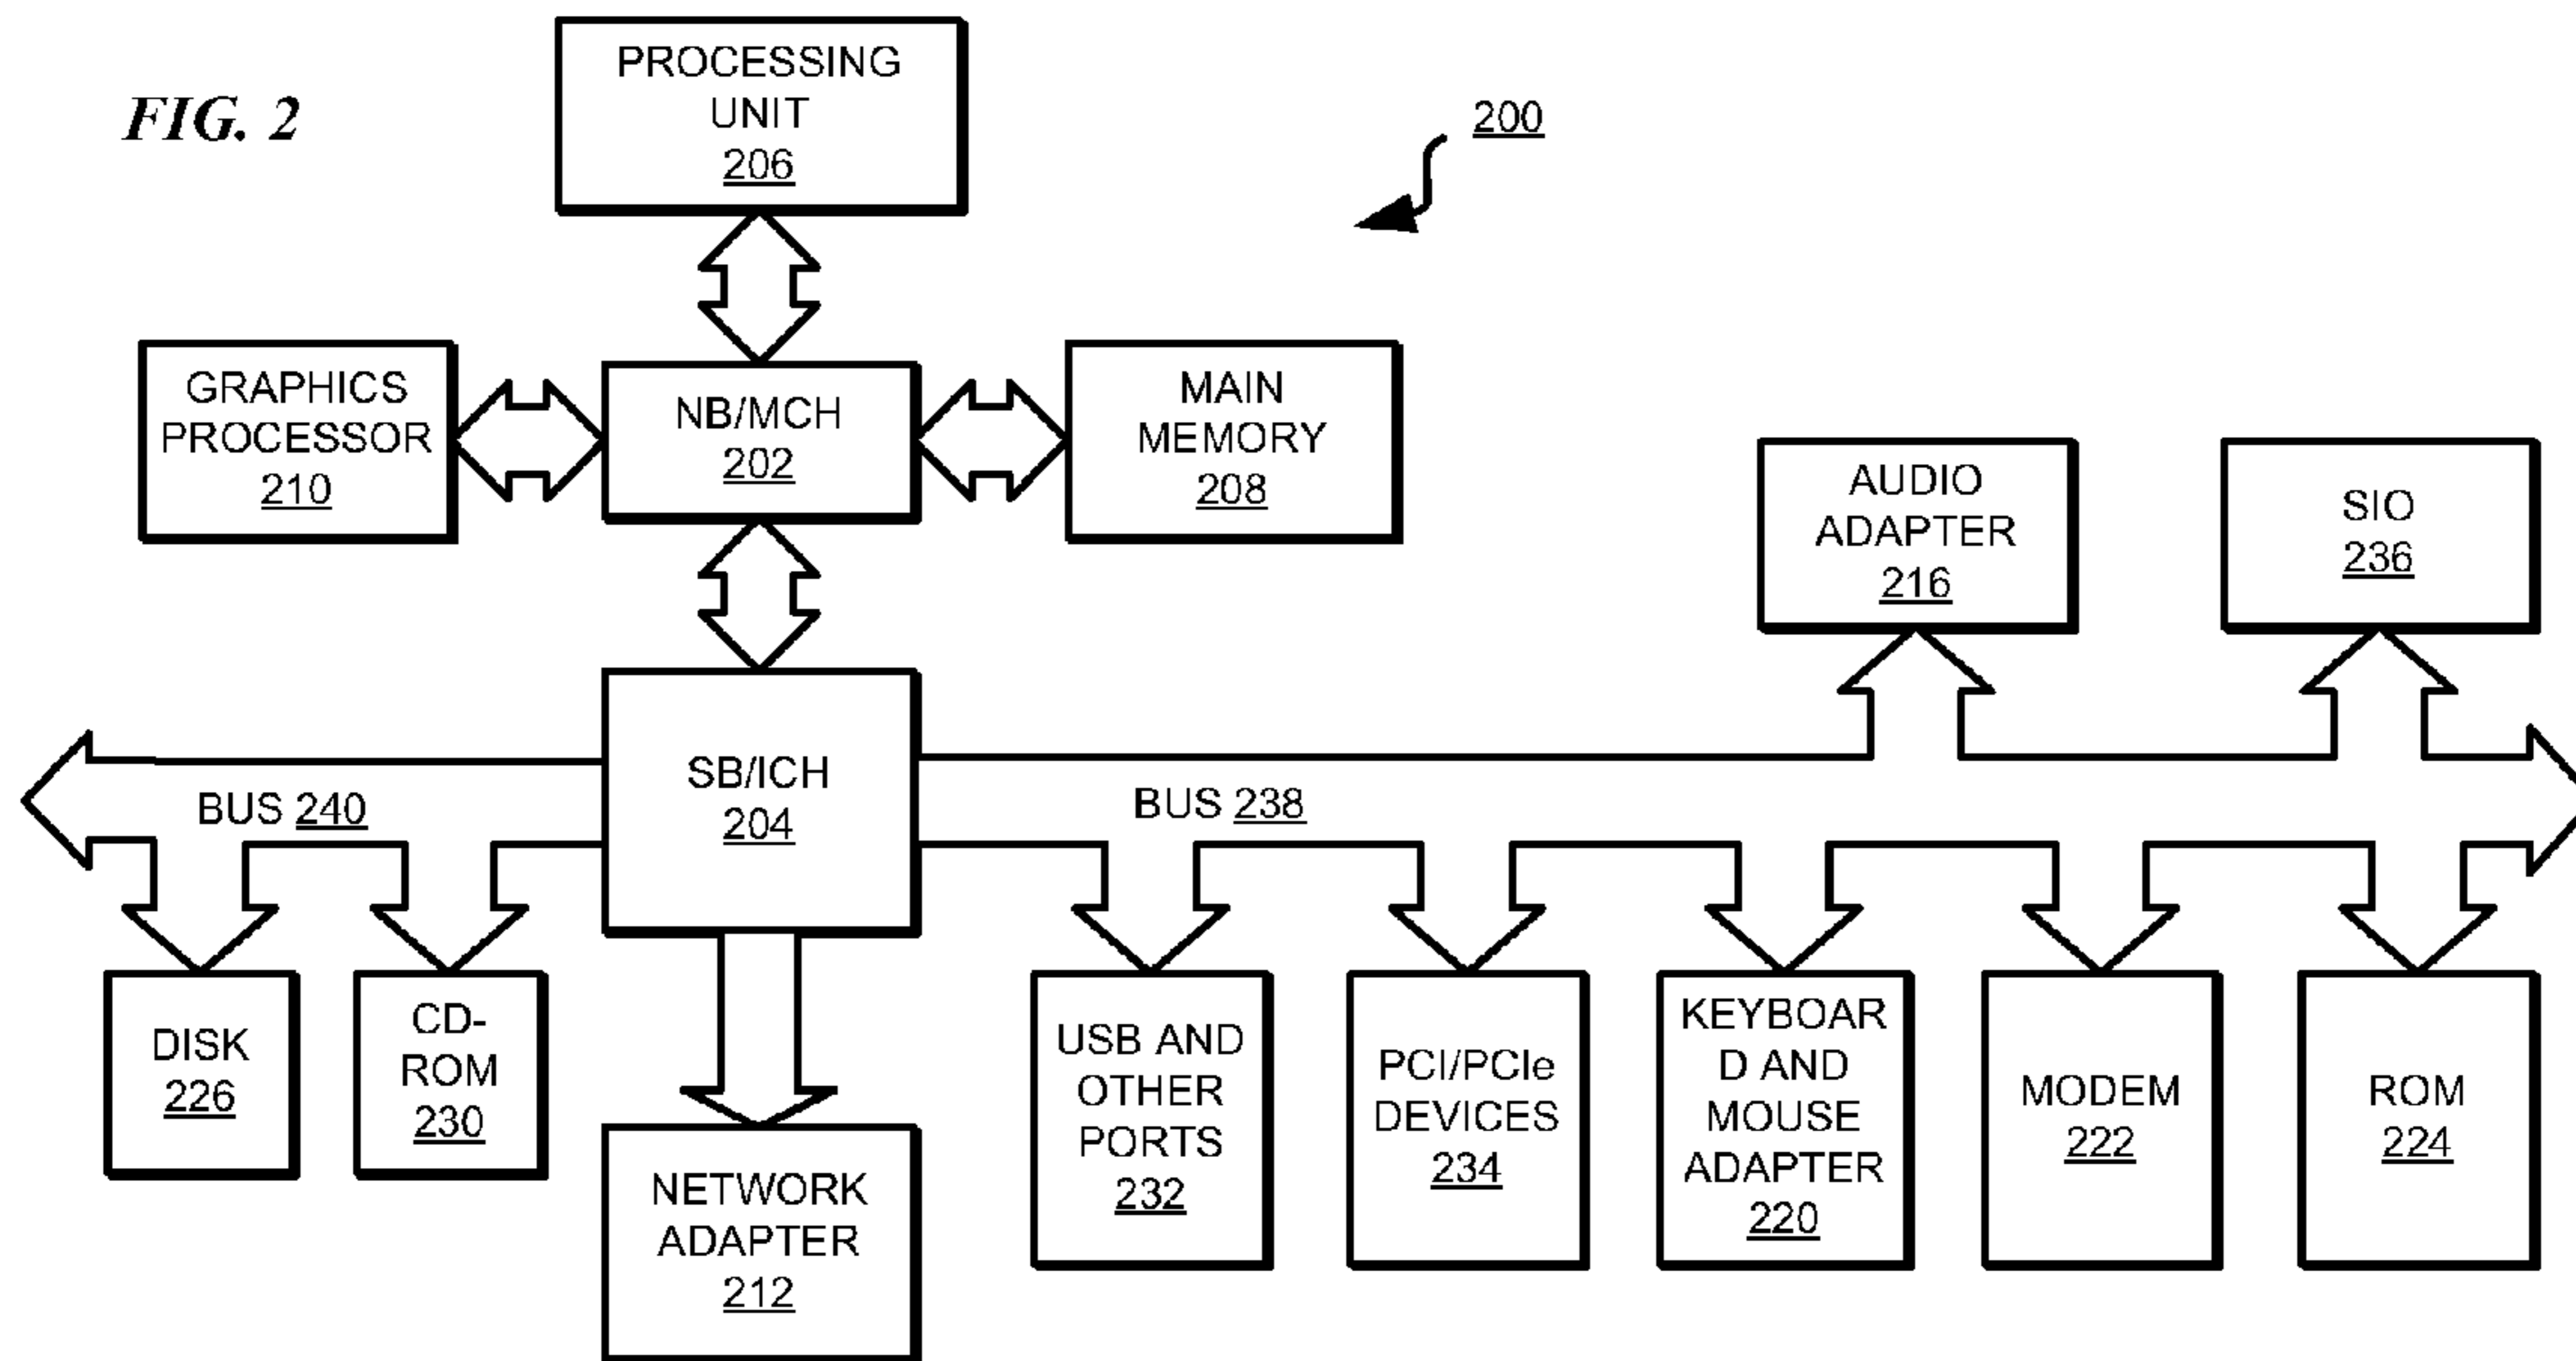 FIG. 2
PROCESSING
UNIT
206
200
GRAPHICS
PROCESSOR
210
NB/MCH
202
MAIN
MEMORY
208
AUDIO
ADAPTER
216
SIO
236
SB/ICH
204
BUS 240
BUS 238
DISK
226
CD-
ROM
230
NETWORK
ADAPTER
212
USB AND
OTHER
PORTS
232
PCI/PCIe
DEVICES
234
KEYBOAR
D AND
MOUSE
ADAPTER
220
MODEM
222
ROM
224